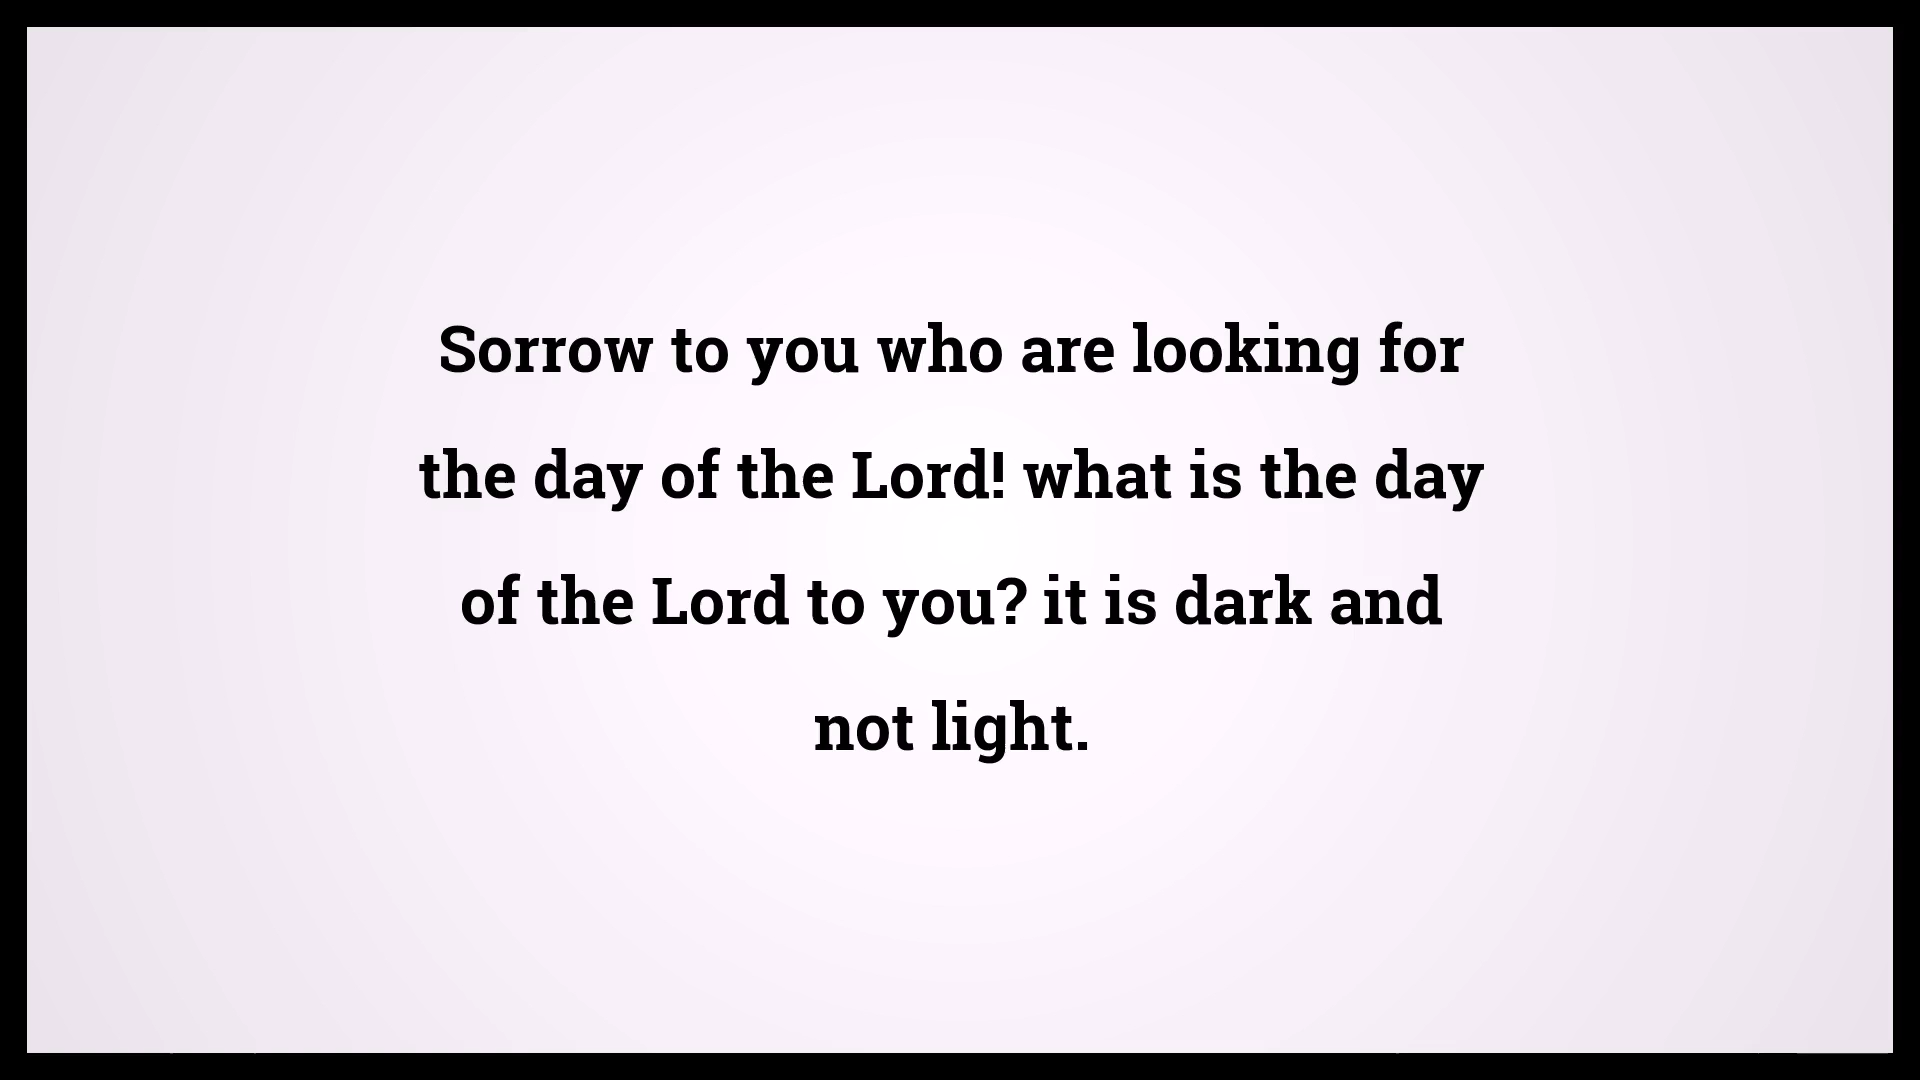 Sorrow to you who are looking for
the day of the Lord! what is the day
of the Lord to you? it is dark and
not light.